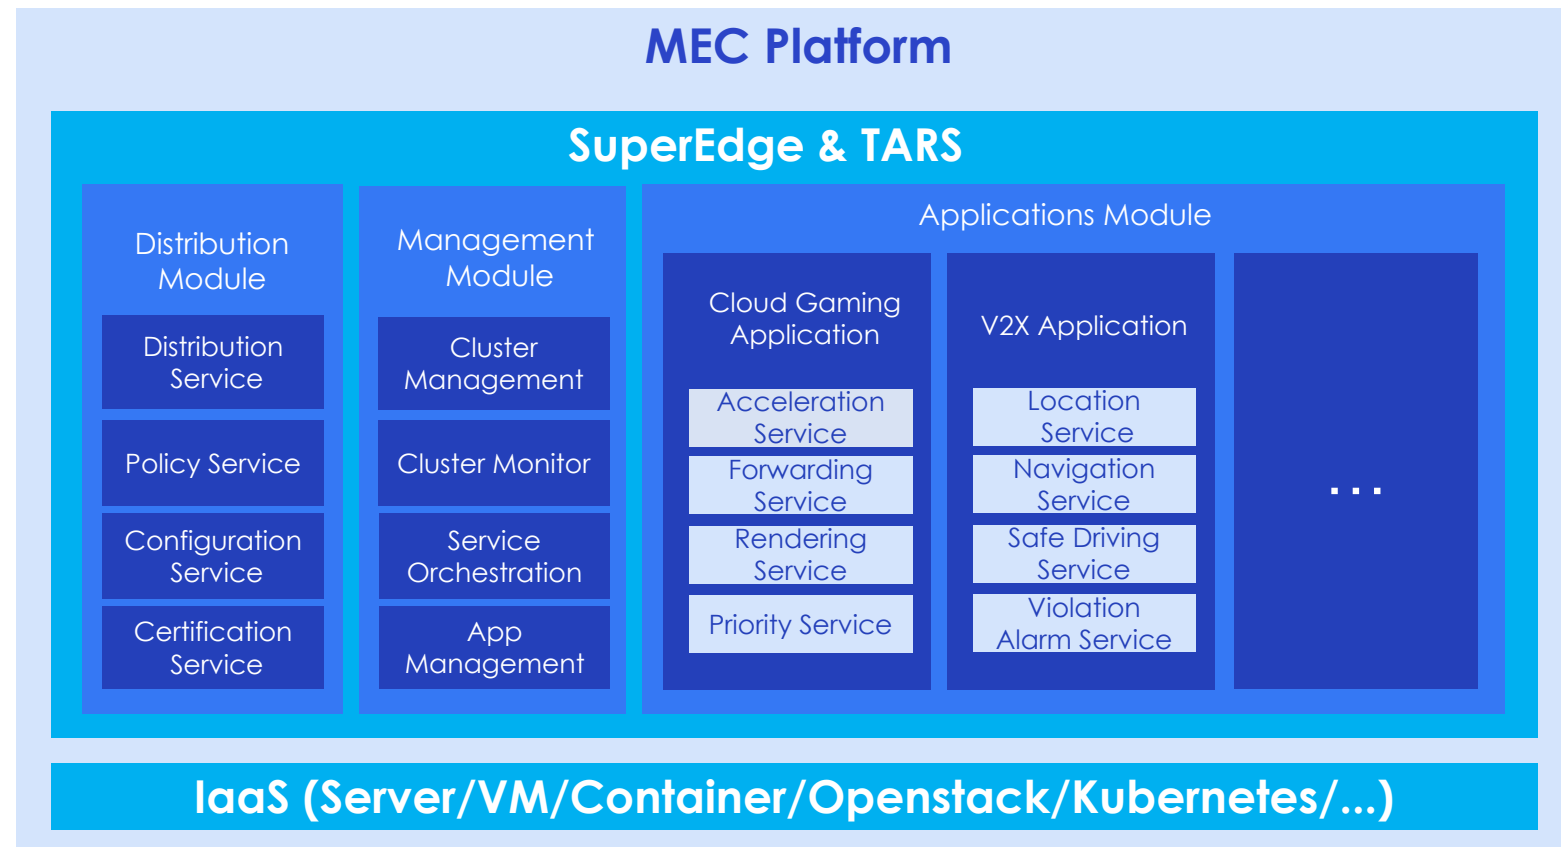 MEC Platform
SuperEdge & TARS
Distribution
Module
Distribution
Service
Policy Service
Configuration
Service
Certification
Service
Management
Module
Cluster
Management
Cluster Monitor
Service
Orchestration
App
Management
Applications Module
Cloud Gaming
Application
Acceleration
Service
Forwarding
Service
Rendering
Service
Priority Service
V2X Application
Location
Service
Navigation
Service
Safe Driving
Service
Violation
Alarm Service
...
IaaS (Server/VM/Container/Openstack/Kubernetes/...)